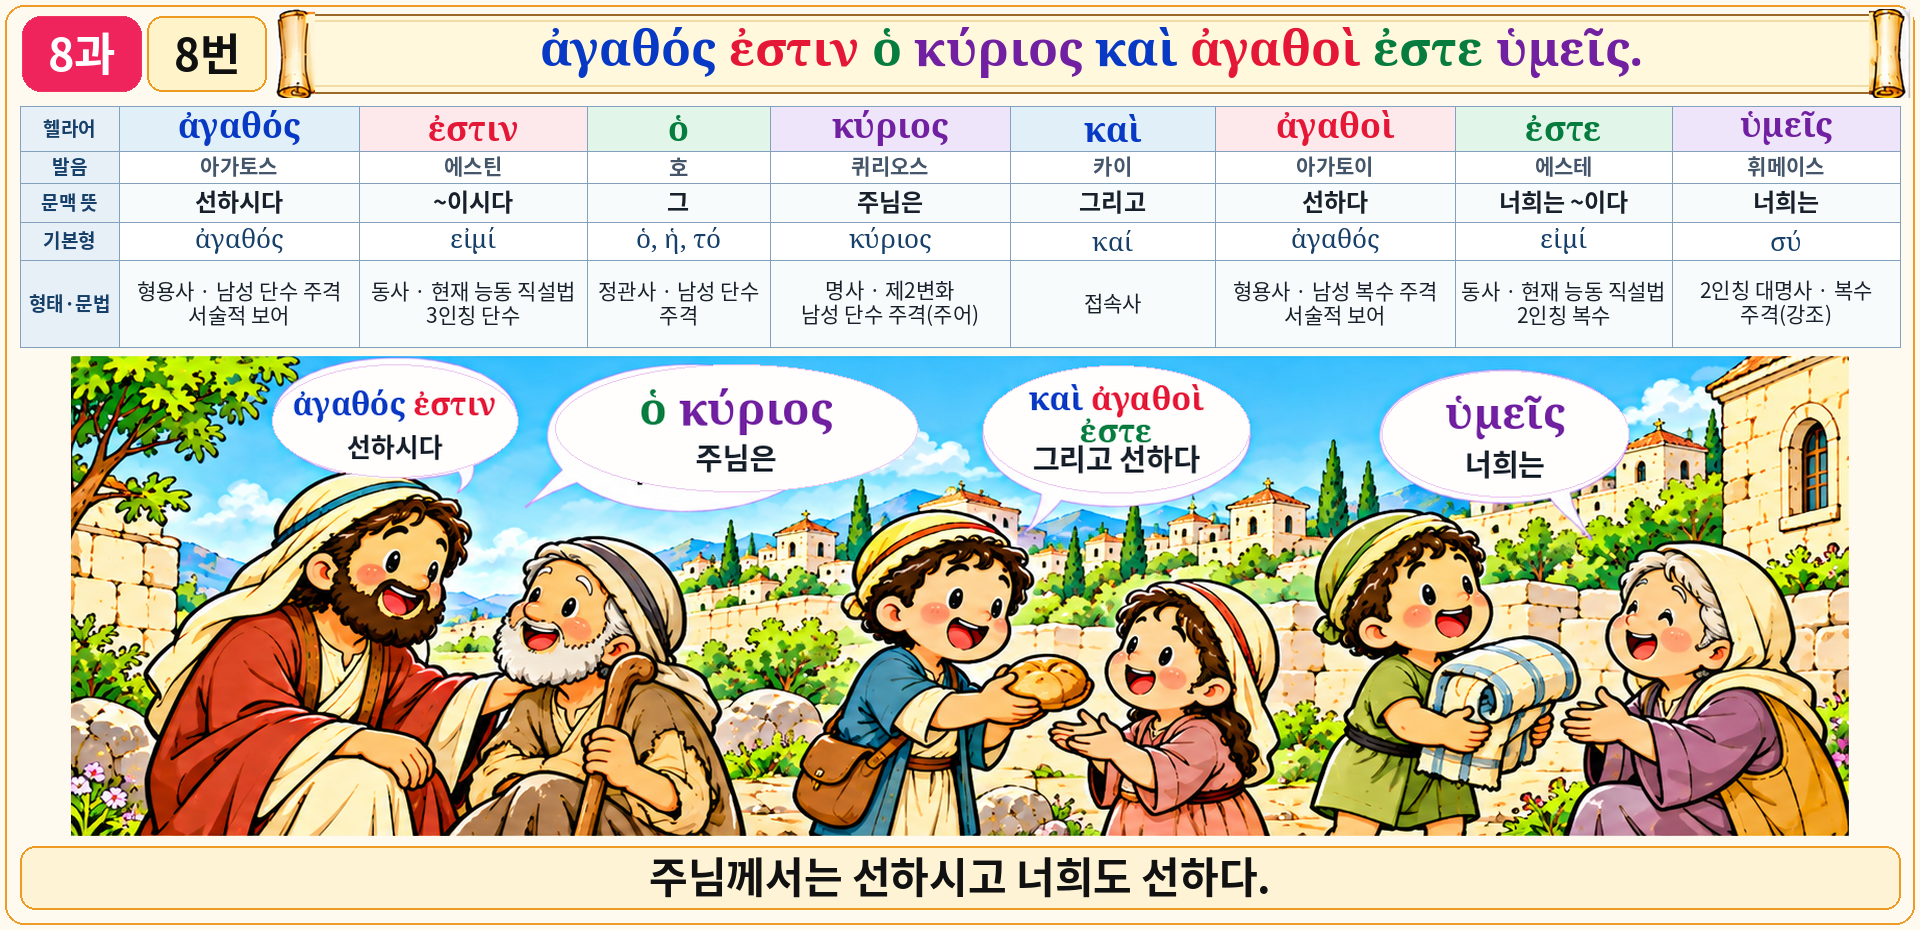 8과 8번 ἀγαθός ἐστιν ὁ κύριος καὶ ἀγαθοὶ ἐστε ὑμεῖς.
헬라어 ἀγαθός ἐστιν ὁ κύριος καὶ ἀγαθοὶ ἐστε ὑμεῖς
발음 아가토스 에스틴 호 퀴리오스 카이 아가토이 에스테 휘메이스
문맥 뜻 선하시다 ~이시다 그 주님은 그리고 선하다 너희는 ~이다 너희는
기본형 ἀγαθός εἰμί ὁ, ἡ, τό κύριος καί ἀγαθός εἰμί σύ
형태·문법
형용사 · 남성 단수 주격
서술적 보어
동사 · 현재 능동 직설법
3인칭 단수
정관사 · 남성 단수
주격
명사 · 제2변화
남성 단수 주격(주어)
접속사
형용사 · 남성 복수 주격
서술적 보어
동사 · 현재 능동 직설법
2인칭 복수
2인칭 대명사 · 복수
주격(강조)
ἀγαθός ἐστιν
선하시다
ὁ κύριος
주님은
καὶ ἀγαθοὶ
ἐστε
그리고 선하다
ὑμεῖς
너희는
주님께서는 선하시고 너희도 선하다.